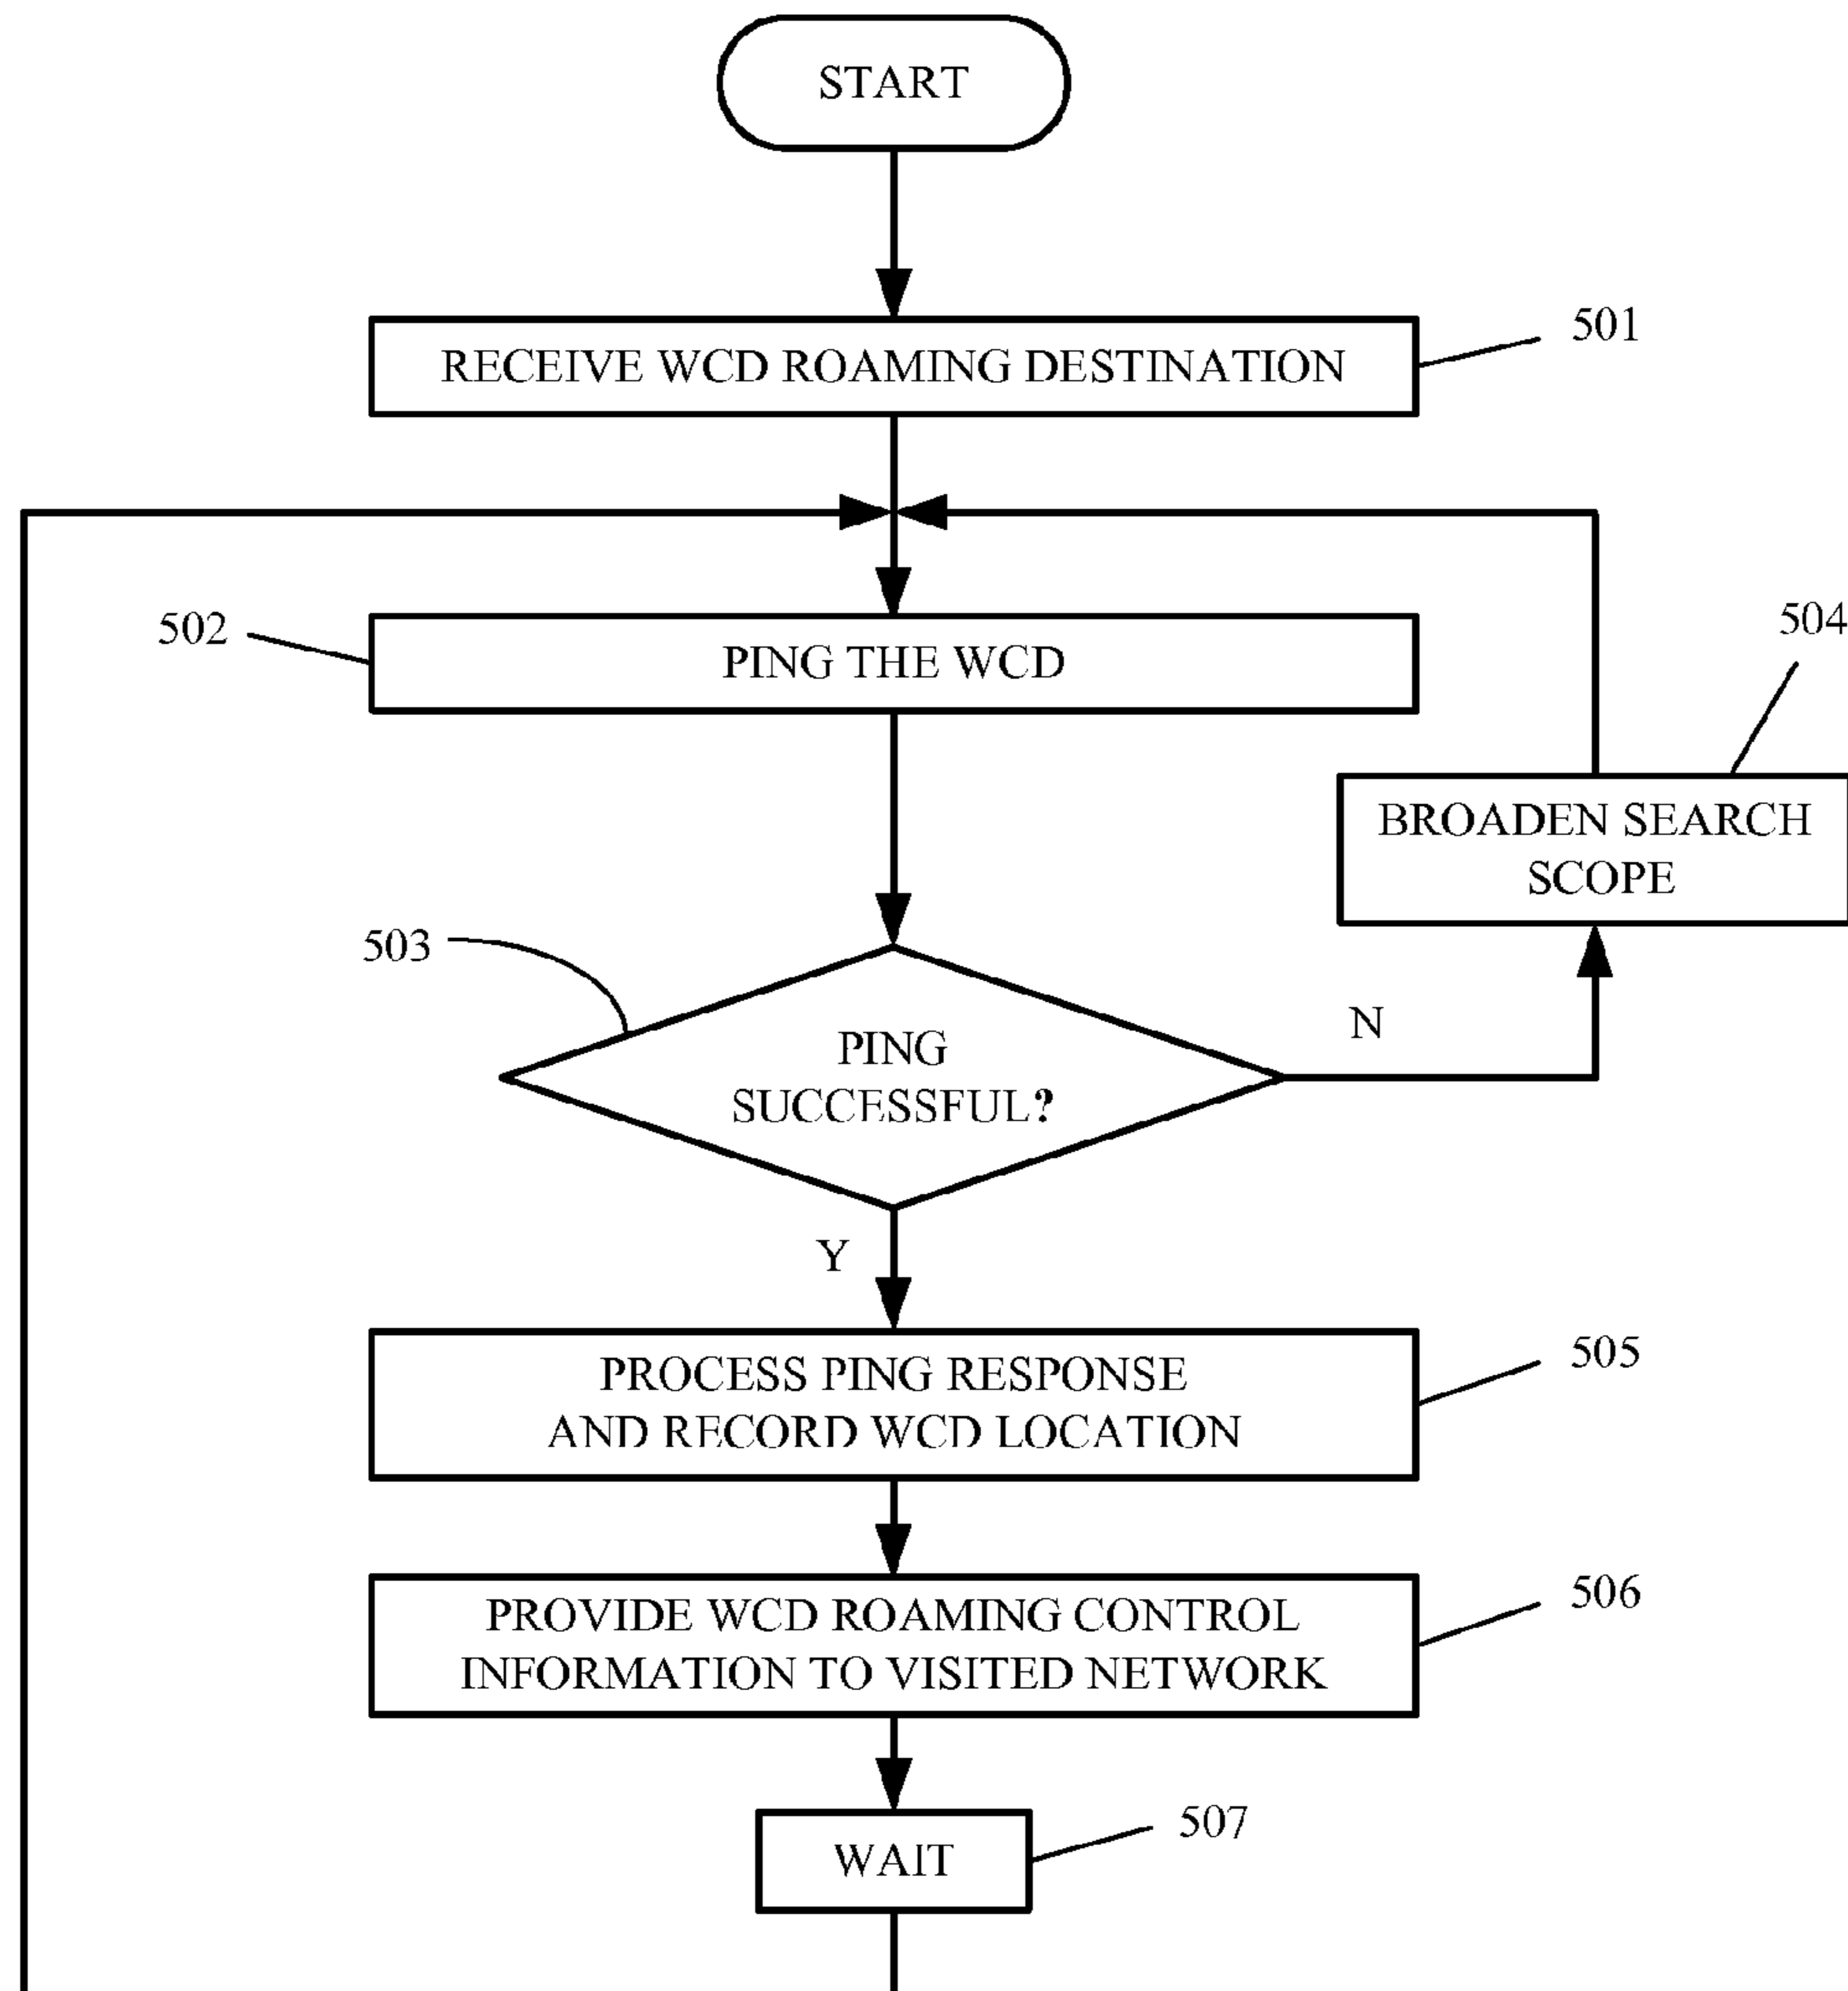 START
RECEIVE WCD ROAMING DESTINATION
501
502
PING THE WCD
504
BROADEN SEARCH
SCOPE
503
PING
SUCCESSFUL?
N
Y
PROCESS PING RESPONSE
AND RECORD WCD LOCATION
505
PROVIDE WCD ROAMING CONTROL
INFORMATION TO VISITED NETWORK
506
WAIT
507